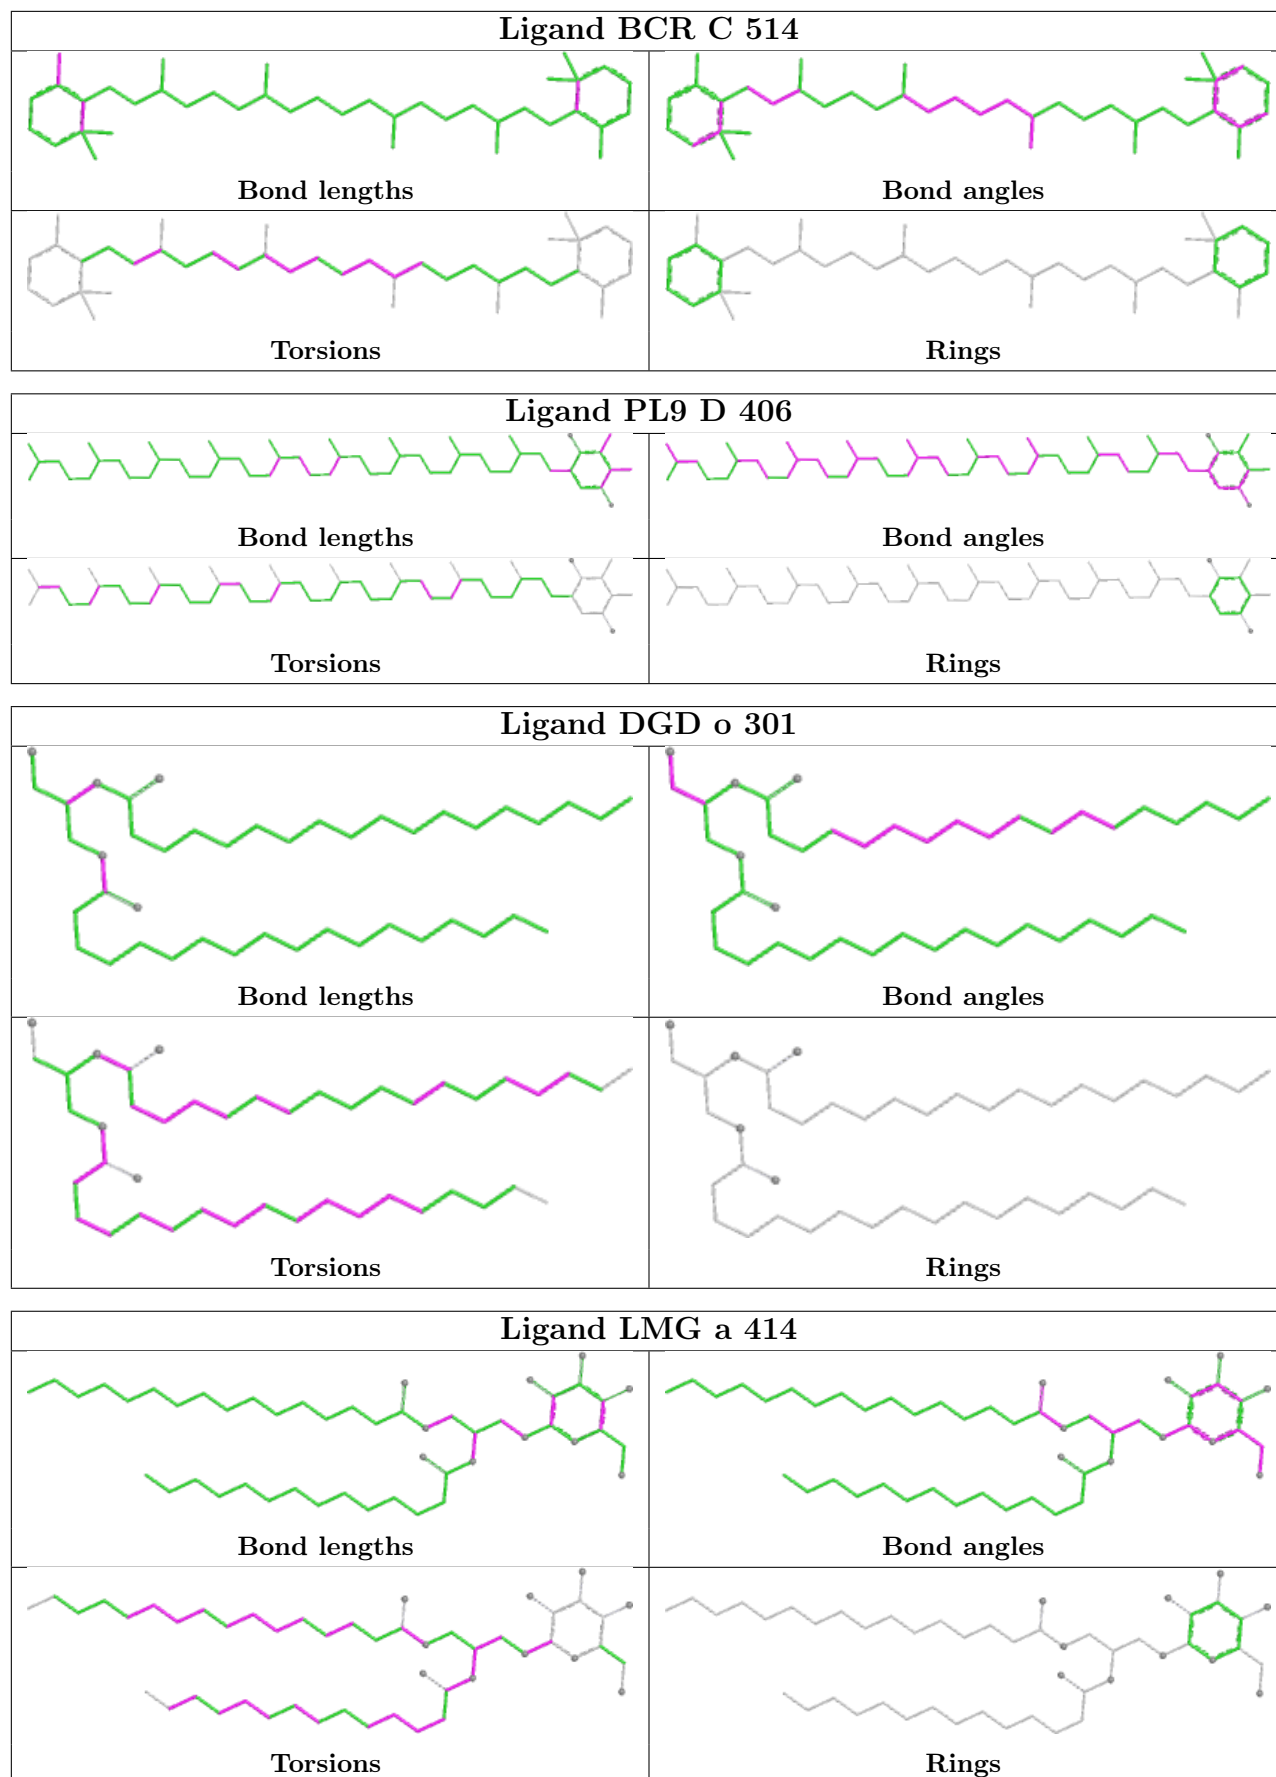 Ligand BCR C 514
Bond lengths
Bond angles
Torsions
Rings
Ligand PL9 D 406
Bond lengths
Bond angles
Torsions
Rings
Ligand DGD o 301
Bond lengths
Bond angles
Torsions
Rings
Ligand LMG a 414
Bond lengths
Bond angles
Torsions
Rings